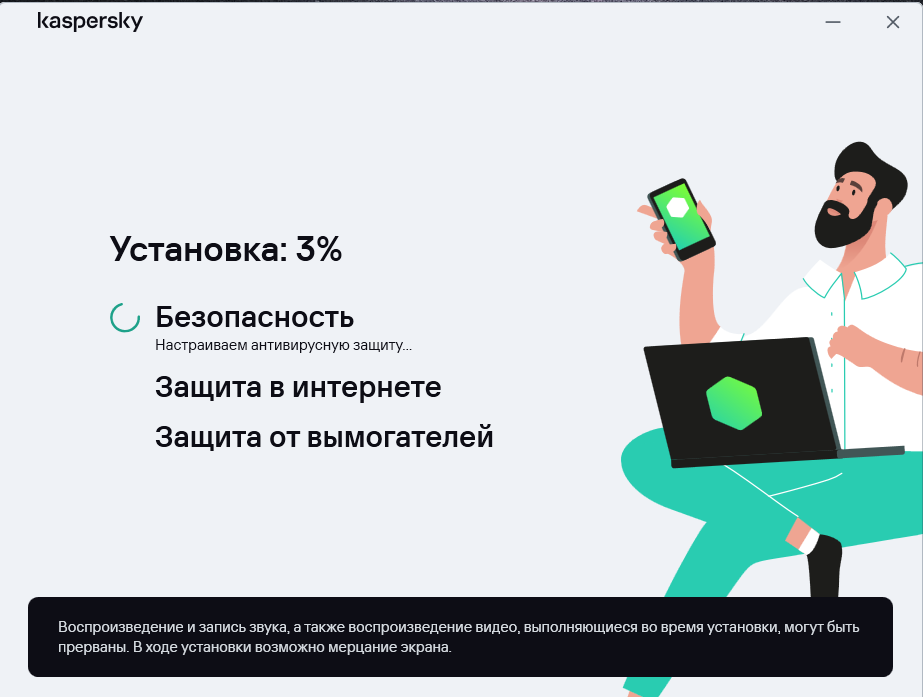 kaspersky
Установка: 3%
Безопасность
Настраиваем антивирусную защиту...
Защита в интернете
Защита от вымогателей
Воспроизведение и запись звука, а также воспроизведение видео, выполняющиеся во время установки, могут быть
прерваны. В ходе установки возможно мерцание экрана.